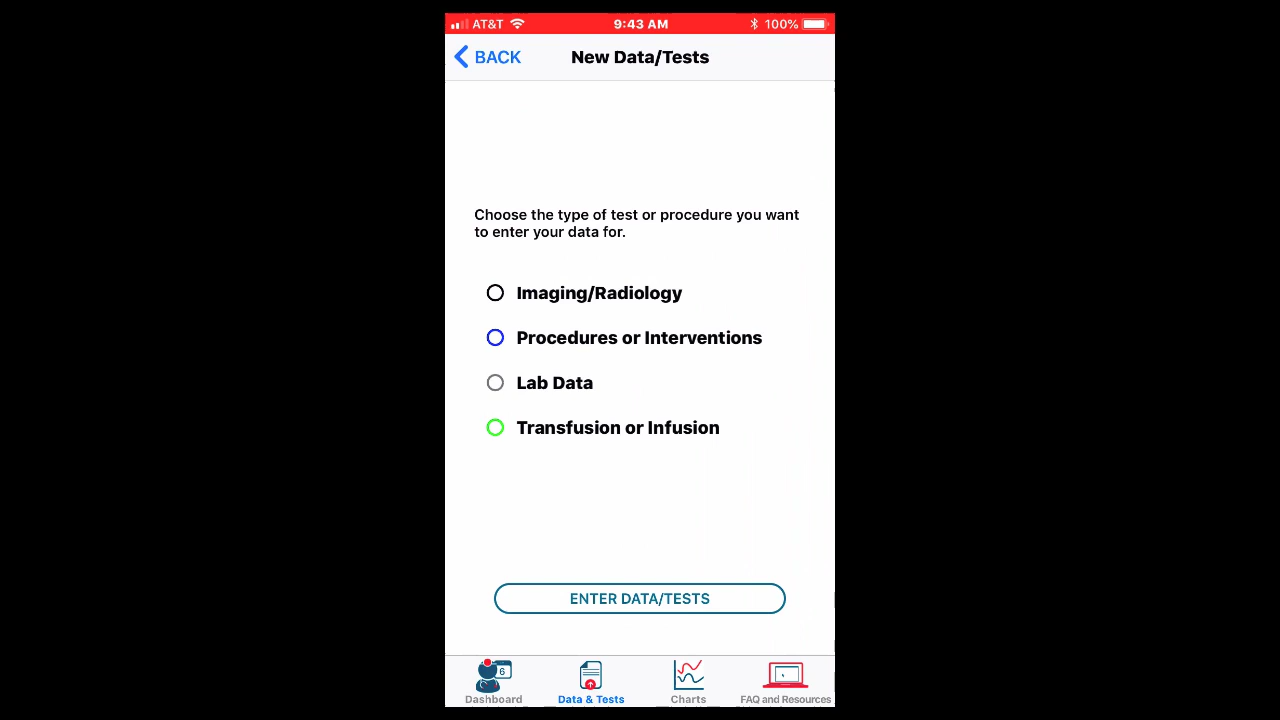 AT&T 9:43 AM 100%
BACK New Data/Tests
Choose the type of test or procedure you want
to enter your data for.
Imaging/Radiology
Procedures or Interventions
Lab Data
Transfusion or Infusion
ENTER DATA/TESTS
6
Dashboard Data & Tests Charts FAQ and Resources